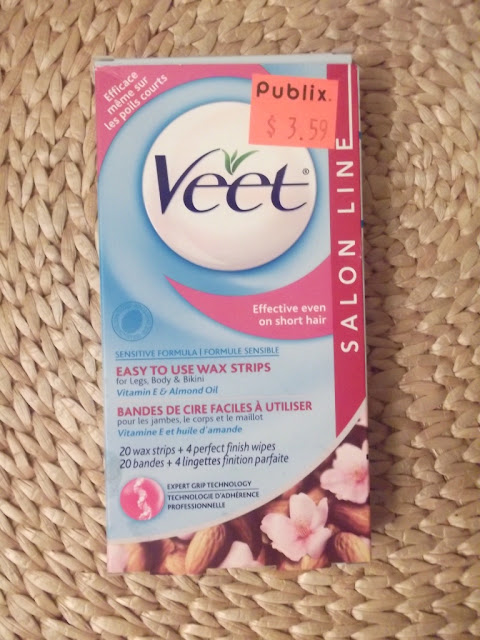 Efficace
même sur
les poils courts
Publix.
$ 3.59
Veet®
SALON LINE
Effective even
on short hair
SENSITIVE FORMULA | FORMULE SENSIBLE
EASY TO USE WAX STRIPS
for Legs, Body & Bikini
Vitamin E & Almond Oil
BANDES DE CIRE FACILES À UTILISER
pour les jambes, le corps et le maillot
Vitamine E et huile d'amande
20 wax strips + 4 perfect finish wipes
20 bandes + 4 lingettes finition parfaite
EXPERT GRIP TECHNOLOGY
TECHNOLOGIE D'ADHÉRENCE
PROFESSIONNELLE